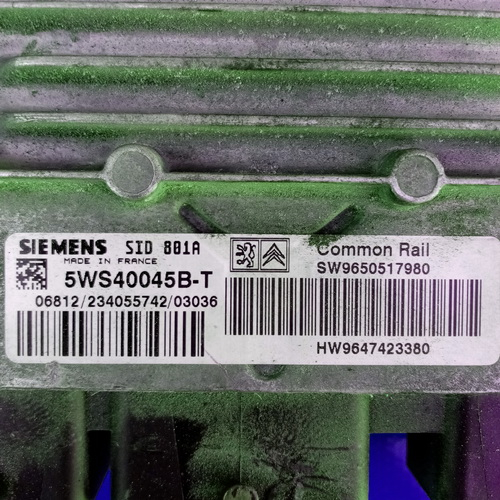 SIEMENS SID 801A
MADE IN FRANCE
5WS40045B-T
06812/234055742/03036
Common Rail
SW9650517980
HW9647423380